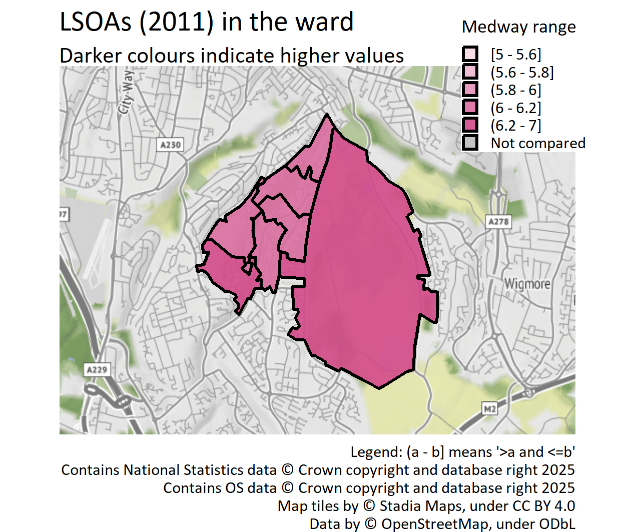 LSOAs (2011) in the ward
Darker colours indicate higher values
Medway range
[5 - 5.6]
(5.6 - 5.8]
(5.8 - 6]
(6 - 6.2]
(6.2 - 7]
Not compared
City Way
A230
A278
Wigmore
A229
M2
Legend: (a - b] means '>a and <=b'
Contains National Statistics data © Crown copyright and database right 2025
Contains OS data © Crown copyright and database right 2025
Map tiles by © Stadia Maps, under CC BY 4.0
Data by © OpenStreetMap, under ODbL